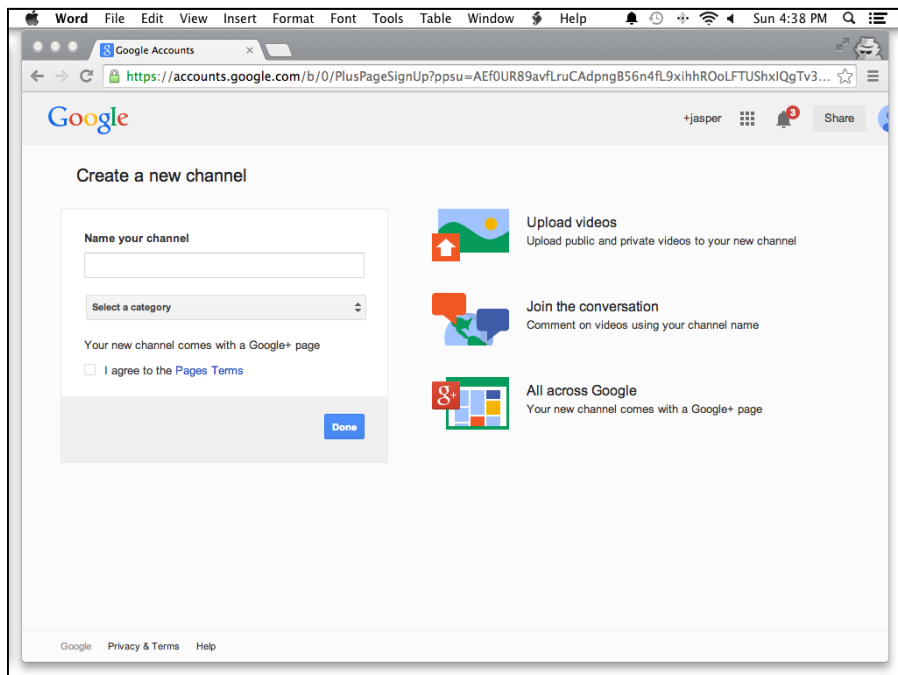 Word File Edit View Insert Format Font Tools Table Window Help Sun 4:38 PM
Google Accounts
https://accounts.google.com/b/0/PlusPageSignUp?ppsu=AEf0UR89avfLruCAdpngB56n4fL9xihhROoLFTUShxIQgTv3...
Google
+jasper 3 Share
Create a new channel
Name your channel
Select a category
Your new channel comes with a Google+ page
I agree to the Pages Terms
Done
Upload videos
Upload public and private videos to your new channel
Join the conversation
Comment on videos using your channel name
All across Google
Your new channel comes with a Google+ page
Google Privacy & Terms Help